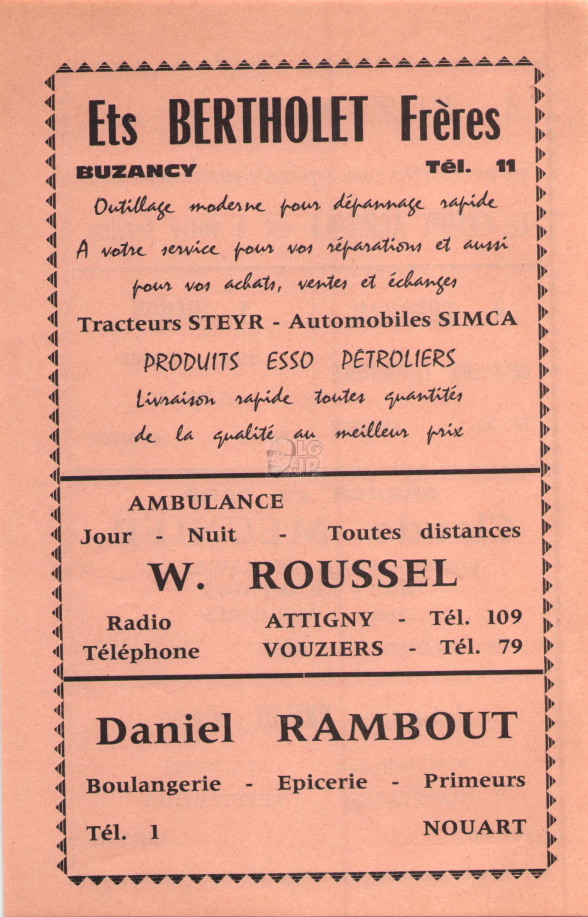 Ets BERTHOLET Frères
BUZANCY Tél. 11
Outillage moderne pour dépannage rapide
A votre service pour vos réparations et aussi
pour vos achats, ventes et échanges
Tracteurs STEYR - Automobiles SIMCA
PRODUITS ESSO PETROLIERS
Livraison rapide toutes quantités
de la qualité au meilleur prix
LG
JP
AMBULANCE
Jour - Nuit - Toutes distances
W. ROUSSEL
Radio ATTIGNY - Tél. 109
Téléphone VOUZIERS - Tél. 79
Daniel RAMBOUT
Boulangerie - Epicerie - Primeurs
Tél. 1 NOUART